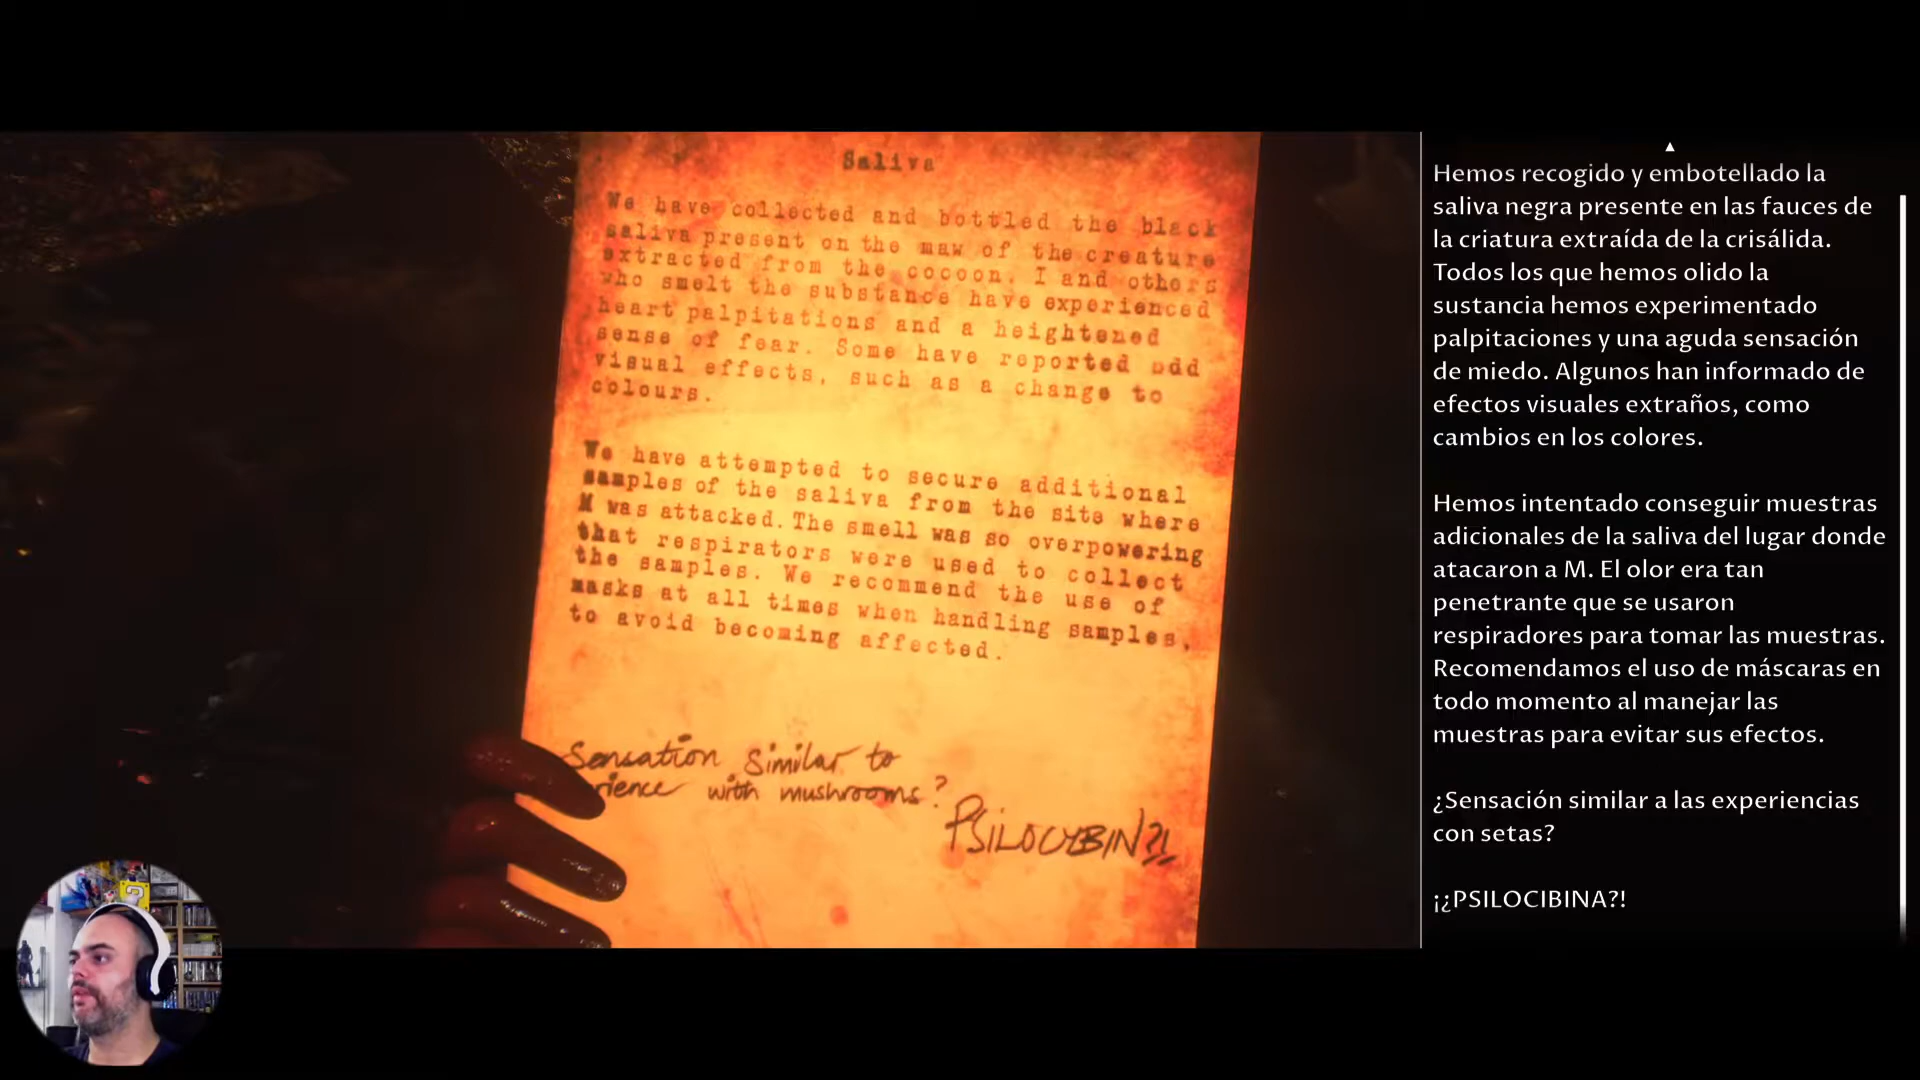 Saliva
We have collected and bottled the black
saliva present on the maw of the creature
extracted from the cocoon. I and others
who smelt the substance have experienced
heart palpitations and a heightened
sense of fear. Some have reported odd
visual effects, such as a change to
colours.
We have attempted to secure additional
samples of the saliva from the site where
M was attacked. The smell was so overpowering
that respirators were used to collect
the samples. We recommend the use of
masks at all times when handling samples,
to avoid becoming affected.
Sensation similar to
rience with mushrooms?
PSILOCYBIN?!
Hemos recogido y embotellado la
saliva negra presente en las fauces de
la criatura extraída de la crisálida.
Todos los que hemos olido la
sustancia hemos experimentado
palpitaciones y una aguda sensación
de miedo. Algunos han informado de
efectos visuales extraños, como
cambios en los colores.
Hemos intentado conseguir muestras
adicionales de la saliva del lugar donde
atacaron a M. El olor era tan
penetrante que se usaron
respiradores para tomar las muestras.
Recomendamos el uso de máscaras en
todo momento al manejar las
muestras para evitar sus efectos.
¿Sensación similar a las experiencias
con setas?
¡¿PSILOCIBINA?!